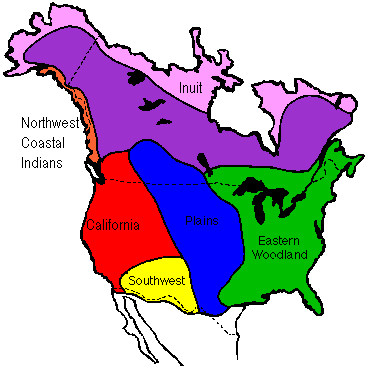 Inuit
Northwest
Coastal
Indians
California
Plains
Eastern
Woodland
Southwest